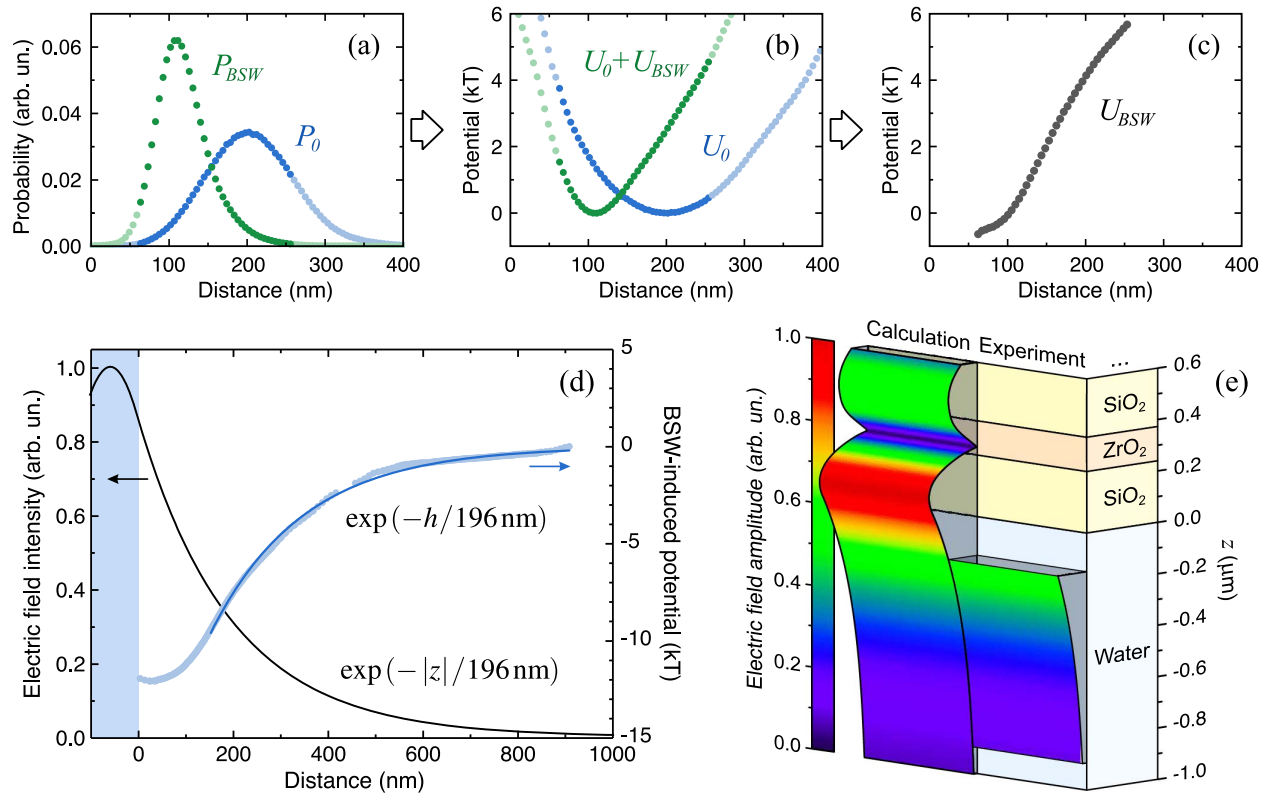 (a)
P_BSW
P_0
Probability (arb. un.)
0.06
0.04
0.02
0.00
0 100 200 300 400
Distance (nm)
(b)
U_0+U_BSW
U_0
Potential (kT)
6
4
2
0
0 100 200 300 400
Distance (nm)
(c)
U_BSW
Potential (kT)
6
4
2
0
0 100 200 300 400
Distance (nm)
(d)
Electric field intensity (arb. un.)
1.0
0.8
0.6
0.4
0.2
0.0
exp(−h/196nm)
exp(−|z|/196nm)
5
0
-5
-10
-15
BSW-induced potential (kT)
0 200 400 600 800 1000
Distance (nm)
(e)
Calculation Experiment ...
Electric field amplitude (arb. un.)
1.0
0.8
0.6
0.4
0.2
0.0
SiO2
ZrO2
SiO2
Water
0.6
0.4
0.2
0.0
-0.2
-0.4
-0.6
-0.8
-1.0
z (μm)